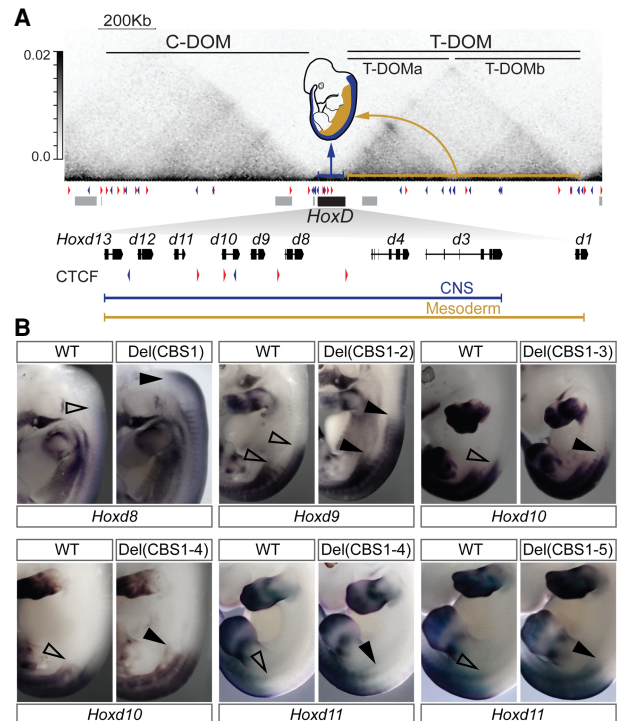 A
200Kb
C-DOM T-DOM
T-DOMa T-DOMb
0.02
0.0
HoxD
Hoxd13 d12 d11 d10 d9 d8 d4 d3 d1
CTCF
CNS
Mesoderm
B
WT Del(CBS1) WT Del(CBS1-2) WT Del(CBS1-3)
Hoxd8 Hoxd9 Hoxd10
WT Del(CBS1-4) WT Del(CBS1-4) WT Del(CBS1-5)
Hoxd10 Hoxd11 Hoxd11